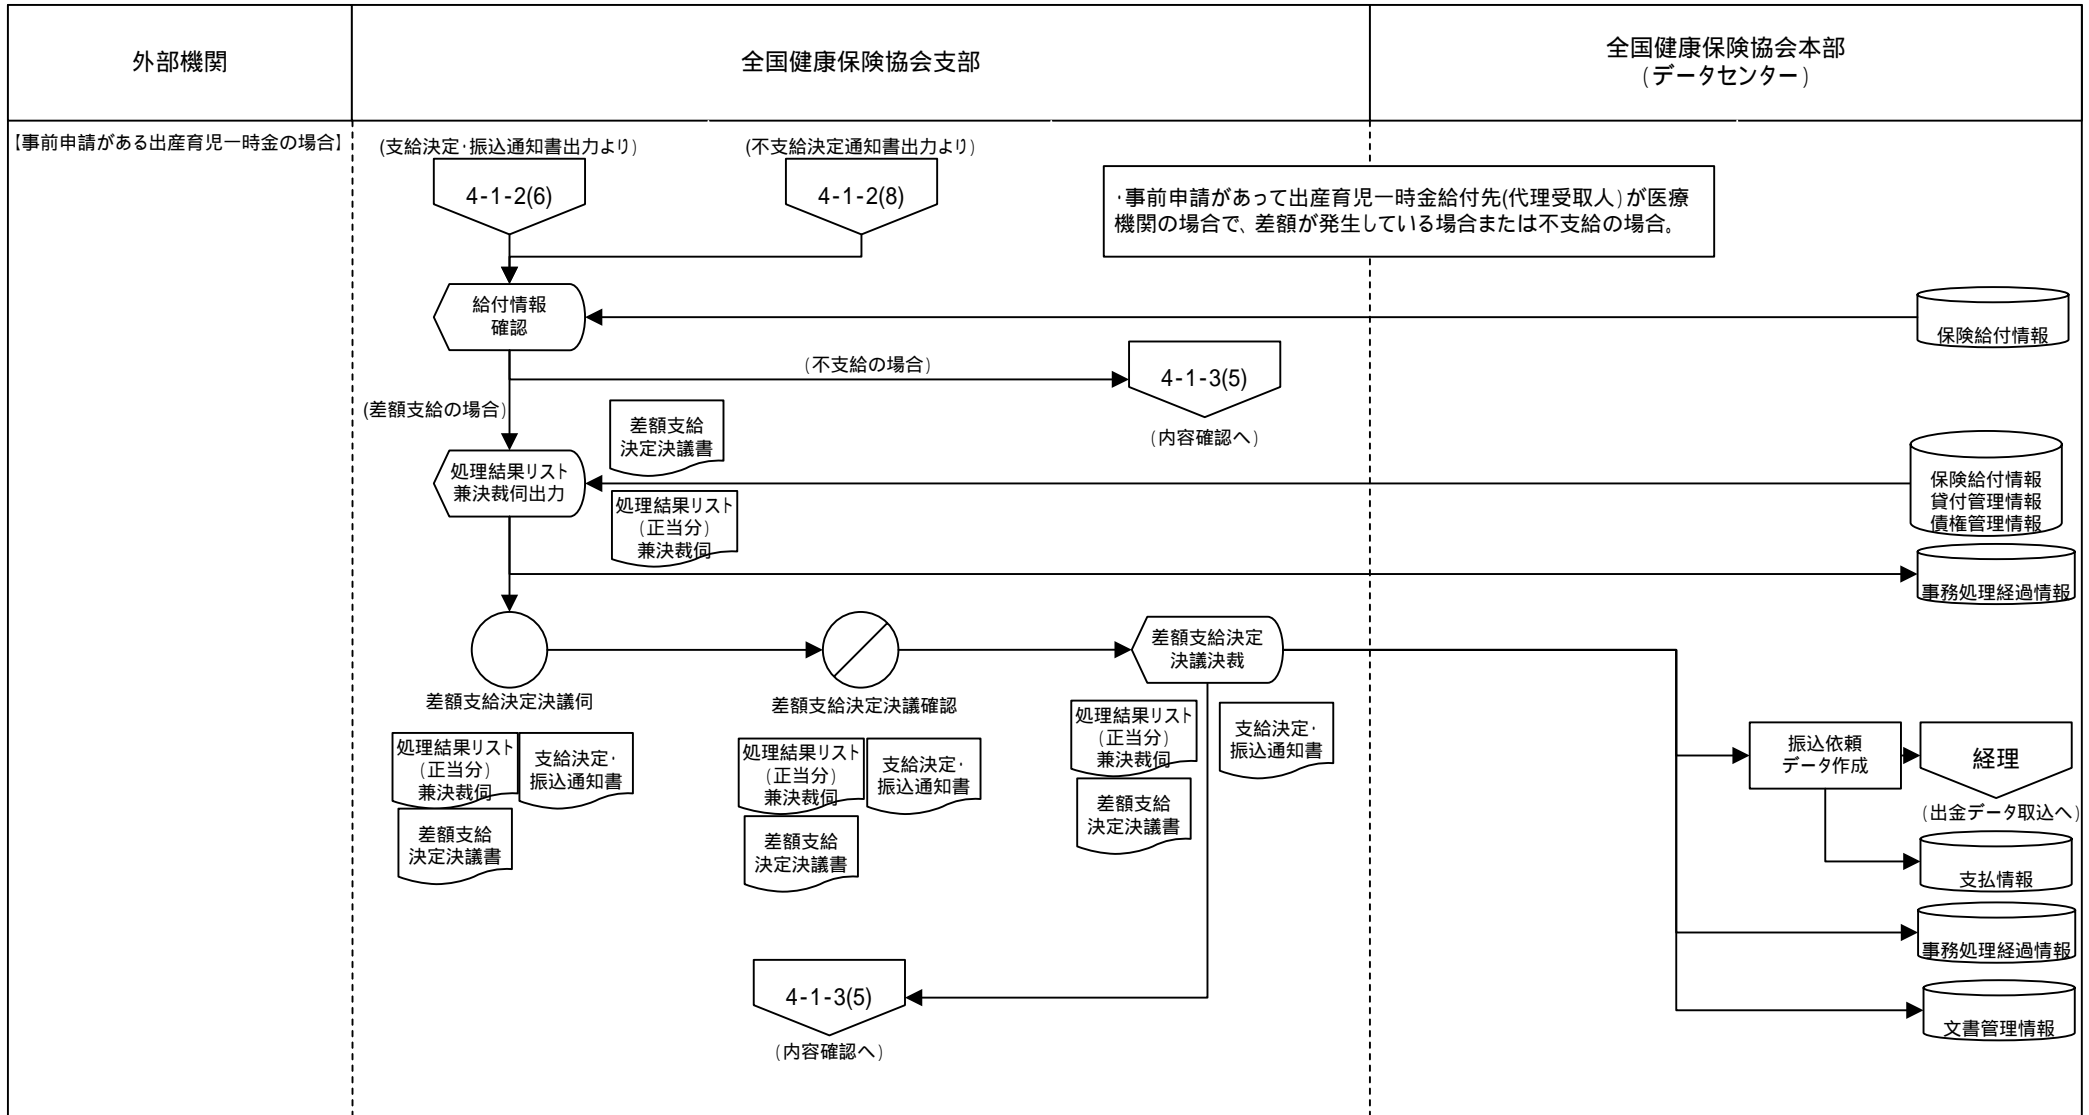 外部機関
全国健康保険協会支部
全国健康保険協会本部
(データセンター)
【事前申請がある出産育児一時金の場合】
(支給決定・振込通知書出力より)
(不支給決定通知書出力より)
4-1-2(6)
4-1-2(8)
・事前申請があって出産育児一時金給付先(代理受取人)が医療
機関の場合で、差額が発生している場合または不支給の場合。
給付情報
確認
保険給付情報
(不支給の場合)
4-1-3(5)
(内容確認へ)
(差額支給の場合)
差額支給
決定決議書
処理結果リスト
兼決裁伺出力
処理結果リスト
(正当分)
兼決裁伺
保険給付情報
貸付管理情報
債権管理情報
事務処理経過情報
差額支給決定決議伺
差額支給決定決議確認
差額支給決定
決議決裁
処理結果リスト
(正当分)
兼決裁伺
支給決定・
振込通知書
差額支給
決定決議書
処理結果リスト
(正当分)
兼決裁伺
支給決定・
振込通知書
差額支給
決定決議書
処理結果リスト
(正当分)
兼決裁伺
支給決定・
振込通知書
差額支給
決定決議書
振込依頼
データ作成
経理
(出金データ取込へ)
支払情報
事務処理経過情報
文書管理情報
4-1-3(5)
(内容確認へ)